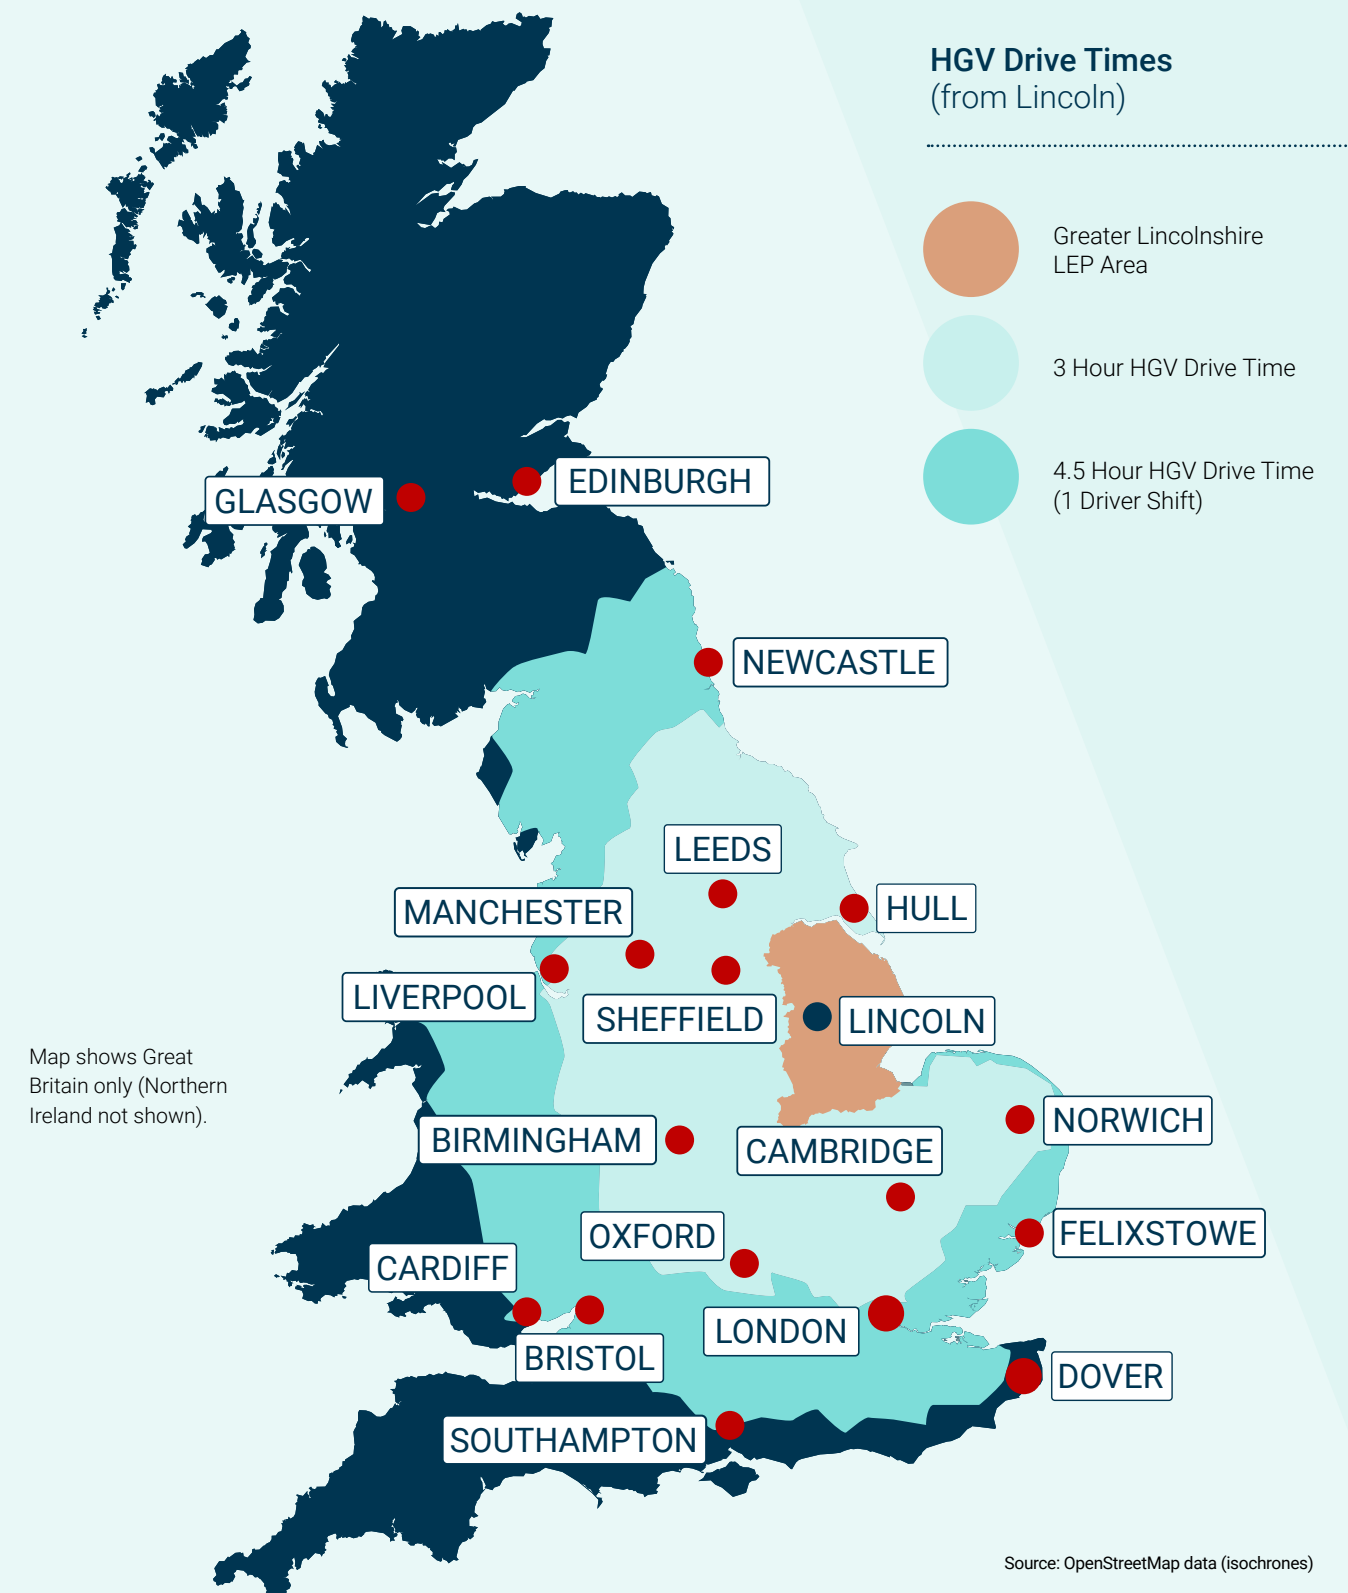 HGV Drive Times
(from Lincoln)
Greater Lincolnshire
LEP Area
3 Hour HGV Drive Time
4.5 Hour HGV Drive Time
(1 Driver Shift)
EDINBURGH
GLASGOW
NEWCASTLE
LEEDS
MANCHESTER
HULL
LIVERPOOL
SHEFFIELD
LINCOLN
Map shows Great
Britain only (Northern
Ireland not shown).
NORWICH
BIRMINGHAM
CAMBRIDGE
OXFORD
FELIXSTOWE
CARDIFF
LONDON
BRISTOL
DOVER
SOUTHAMPTON
Source: OpenStreetMap data (isochrones)